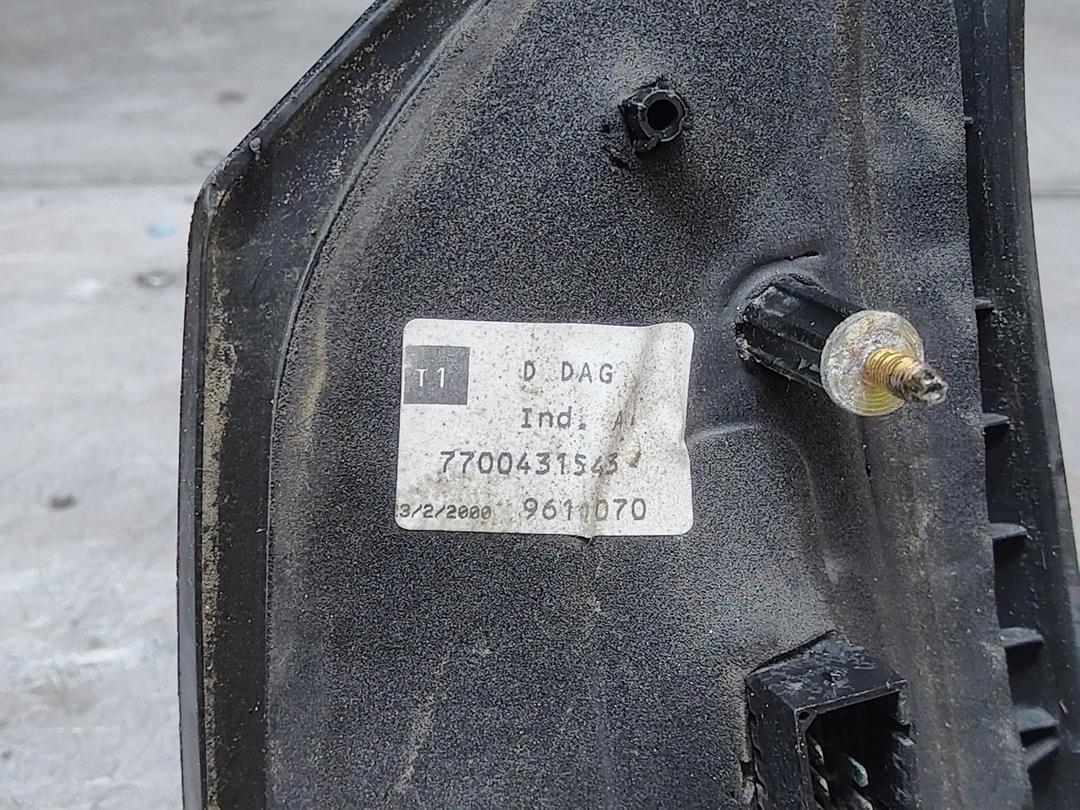 T1
D DAG
Ind. A
7700431543
3/2/2000 9611070